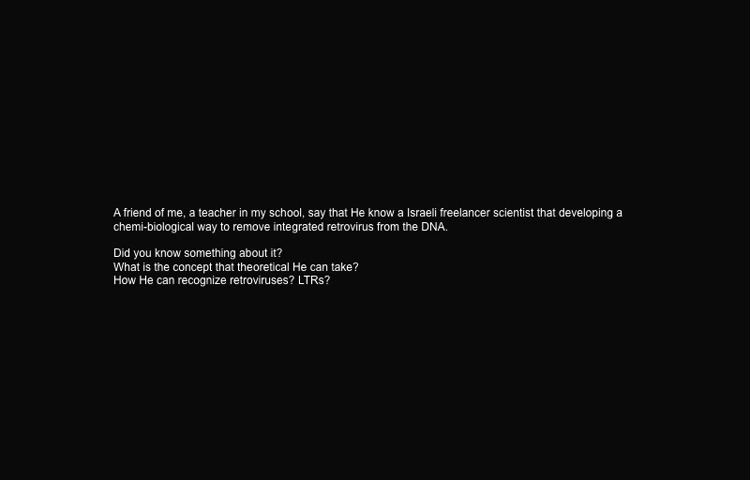 A friend of me, a teacher in my school, say that He know a Israeli freelancer scientist that developing a
chemi-biological way to remove integrated retrovirus from the DNA.
Did you know something about it?
What is the concept that theoretical He can take?
How He can recognize retroviruses? LTRs?